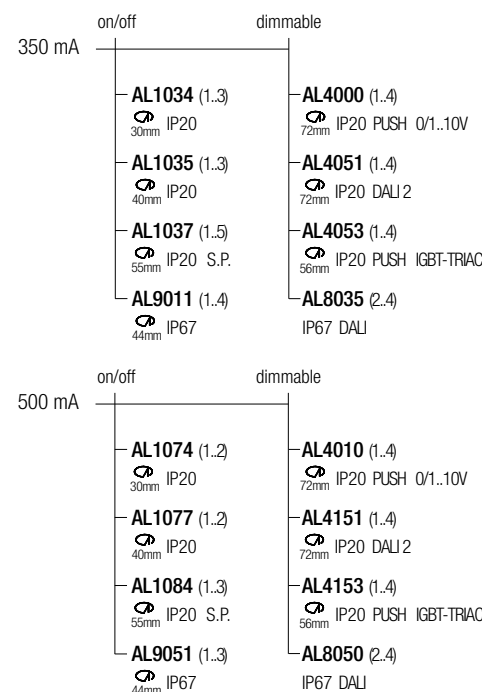 on/off dimmable
350 mA
AL1034 (1..3)
30mm IP20
AL1035 (1..3)
40mm IP20
AL1037 (1..5)
55mm IP20 S.P.
AL9011 (1..4)
44mm IP67
AL4000 (1..4)
72mm IP20 PUSH 0/1..10V
AL4051 (1..4)
72mm IP20 DALI 2
AL4053 (1..4)
56mm IP20 PUSH IGBT-TRIAC
AL8035 (2..4)
IP67 DALI
on/off dimmable
500 mA
AL1074 (1..2)
30mm IP20
AL1077 (1..2)
40mm IP20
AL1084 (1..3)
55mm IP20 S.P.
AL9051 (1..3)
44mm IP67
AL4010 (1..4)
72mm IP20 PUSH 0/1..10V
AL4151 (1..4)
72mm IP20 DALI 2
AL4153 (1..4)
56mm IP20 PUSH IGBT-TRIAC
AL8050 (2..4)
IP67 DALI